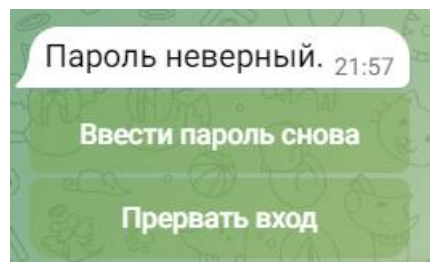 Пароль неверный. 21:57
Ввести пароль снова
Прервать вход